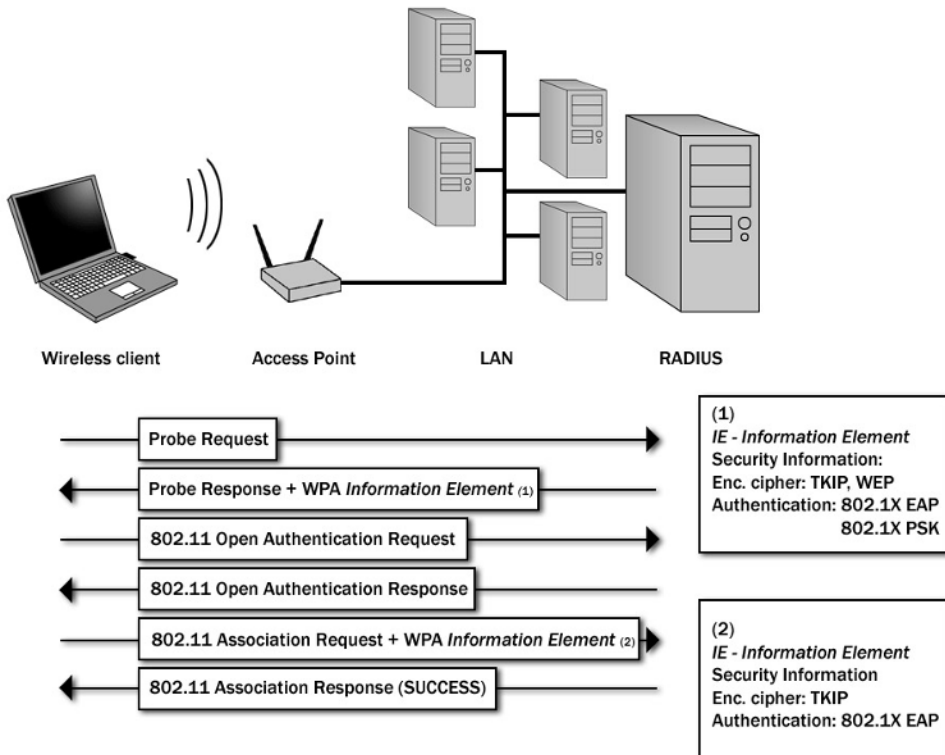 Wireless client
Access Point
LAN
RADIUS
Probe Request
Probe Response + WPA Information Element (1)
802.11 Open Authentication Request
802.11 Open Authentication Response
802.11 Association Request + WPA Information Element (2)
802.11 Association Response (SUCCESS)
(1)
IE - Information Element
Security Information:
Enc. cipher: TKIP, WEP
Authentication: 802.1X EAP
802.1X PSK
(2)
IE - Information Element
Security Information
Enc. cipher: TKIP
Authentication: 802.1X EAP